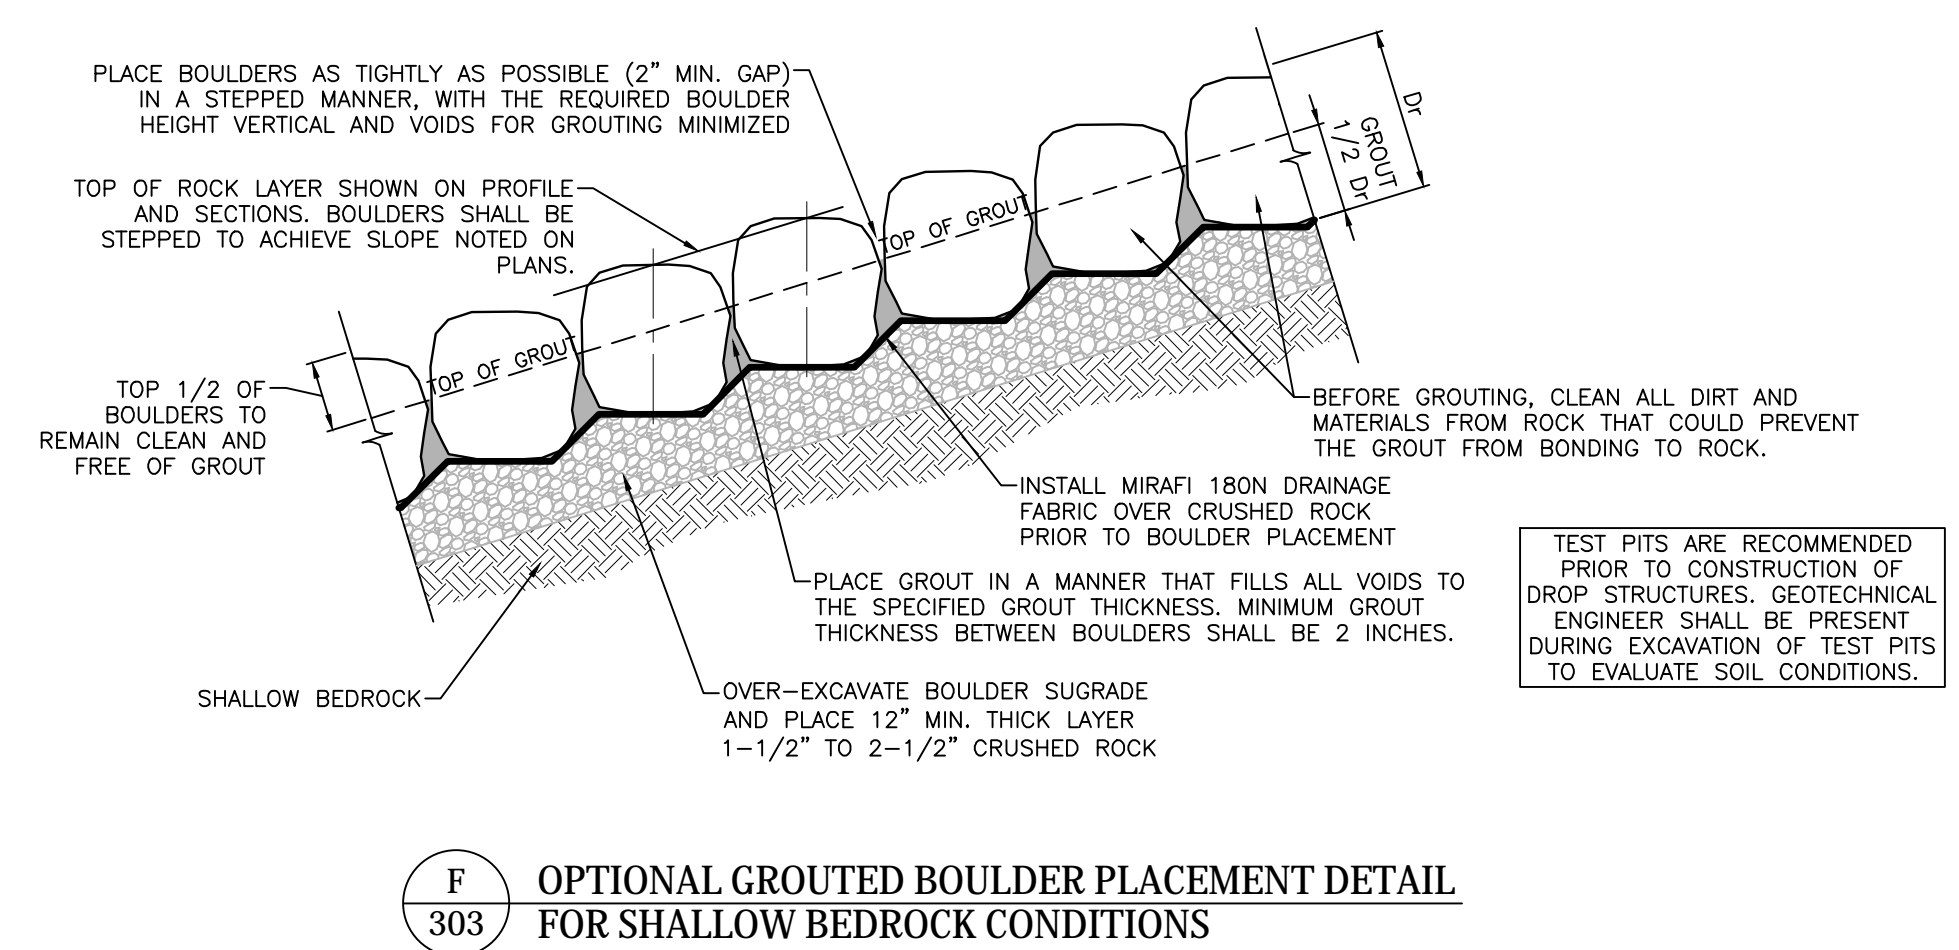 PLACE BOULDERS AS TIGHTLY AS POSSIBLE (2” MIN. GAP)
IN A STEPPED MANNER, WITH THE REQUIRED BOULDER
HEIGHT VERTICAL AND VOIDS FOR GROUTING MINIMIZED
TOP OF ROCK LAYER SHOWN ON PROFILE
AND SECTIONS. BOULDERS SHALL BE
STEPPED TO ACHIEVE SLOPE NOTED ON
PLANS.
TOP 1/2 OF
BOULDERS TO
REMAIN CLEAN AND
FREE OF GROUT
TOP OF GROUT
TOP OF GROUT
Dr
GROUT
1/2 Dr
BEFORE GROUTING, CLEAN ALL DIRT AND
MATERIALS FROM ROCK THAT COULD PREVENT
THE GROUT FROM BONDING TO ROCK.
INSTALL MIRAFI 180N DRAINAGE
FABRIC OVER CRUSHED ROCK
PRIOR TO BOULDER PLACEMENT
PLACE GROUT IN A MANNER THAT FILLS ALL VOIDS TO
THE SPECIFIED GROUT THICKNESS. MINIMUM GROUT
THICKNESS BETWEEN BOULDERS SHALL BE 2 INCHES.
SHALLOW BEDROCK
OVER-EXCAVATE BOULDER SUGRADE
AND PLACE 12” MIN. THICK LAYER
1-1/2” TO 2-1/2” CRUSHED ROCK
TEST PITS ARE RECOMMENDED
PRIOR TO CONSTRUCTION OF
DROP STRUCTURES. GEOTECHNICAL
ENGINEER SHALL BE PRESENT
DURING EXCAVATION OF TEST PITS
TO EVALUATE SOIL CONDITIONS.
F
303
OPTIONAL GROUTED BOULDER PLACEMENT DETAIL
FOR SHALLOW BEDROCK CONDITIONS